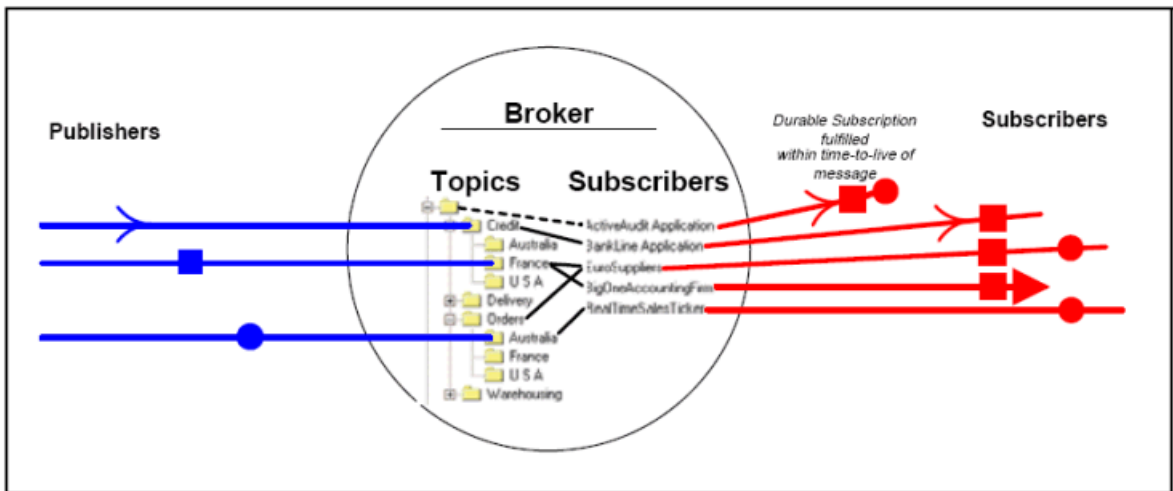 Broker
Publishers
Durable Subscription
fulfilled
within time-to-live of
message
Subscribers
Topics
Subscribers
Credit
Australia
France
U S A
Delivery
Orders
Australia
France
U S A
Warehousing
ActiveAudit Application
BankLine Application
EuroSuppliers
BigOneAccountingFirm
RealTimeSalesTicker